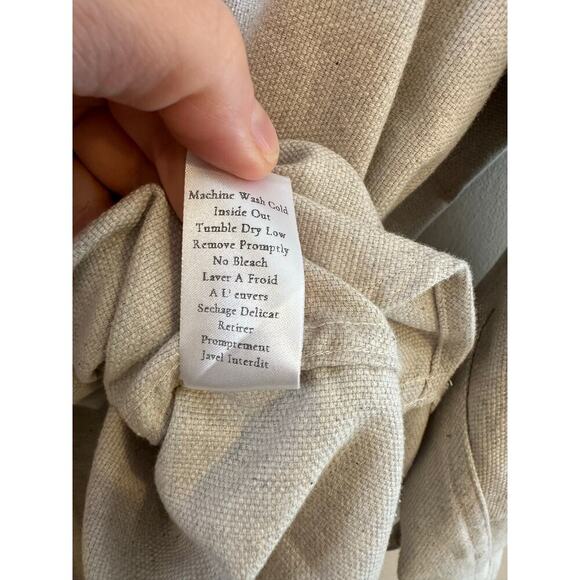 Machine Wash Cold
Inside Out
Tumble Dry Low
Remove Promptly
No Bleach
Laver A Froid
A L' envers
Sechage Delicat
Retirer
Promptement
Javel Interdit